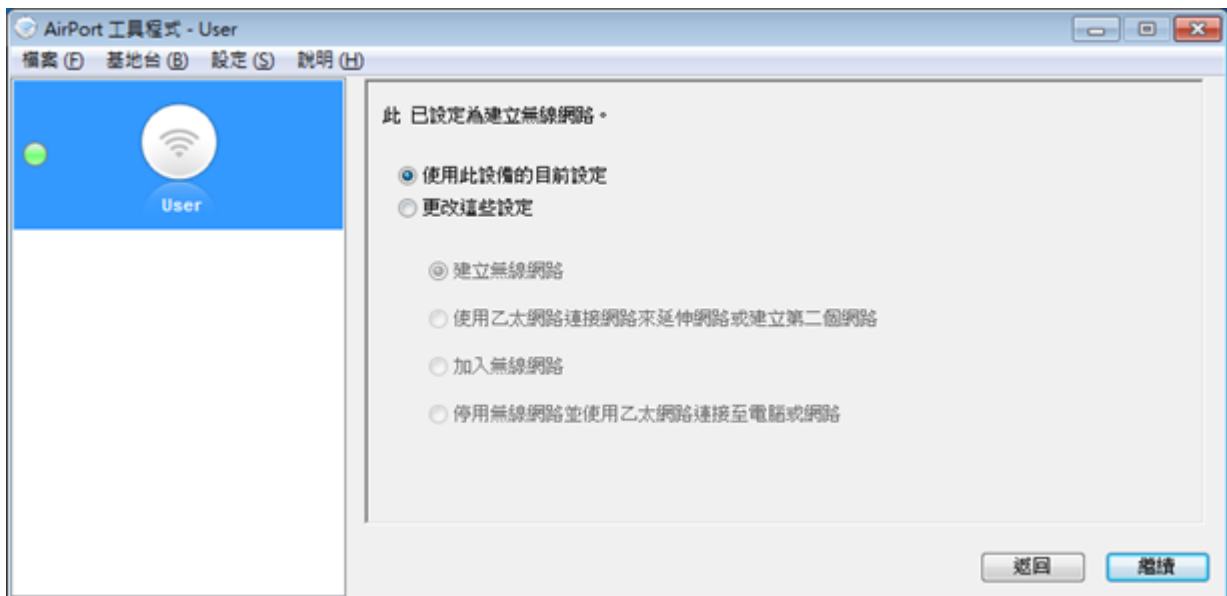 AirPort 工具程式 - User
檔案 (F) 基地台 (B) 設定 (S) 說明 (H)
User
此 已設定為建立無線網路。
使用此設備的目前設定
更改這些設定
建立無線網路
使用乙太網路連接網路來延伸網路或建立第二個網路
加入無線網路
停用無線網路並使用乙太網路連接至電腦或網路
返回 繼續